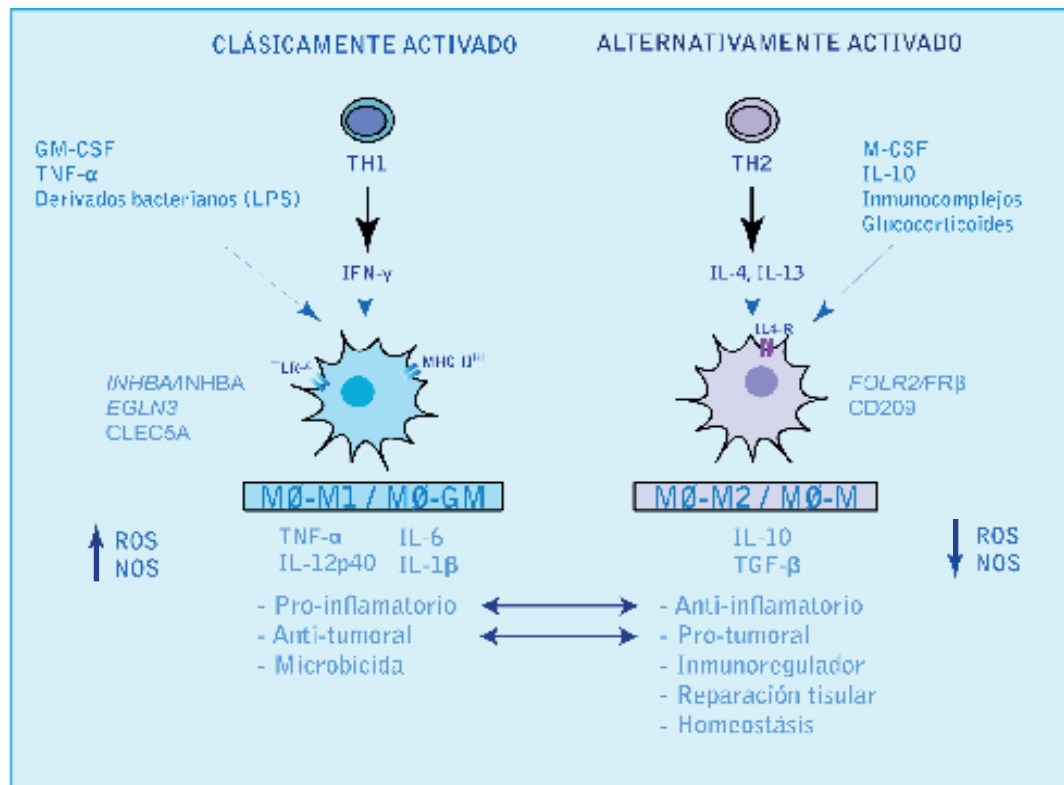 CLÁSICAMENTE ACTIVADO
ALTERNATIVAMENTE ACTIVADO
GM-CSF
TNF-α
Derivados bacterianos (LPS)
TH1
TH2
M-CSF
IL-10
Inmunocomplejos
Glucocorticoides
IFN-γ
IL-4, IL-13
TLR-4
MHC-II^HI
IL4-R
INHBA/INHBA
EGLN3
CLEC5A
FOLR2/FRβ
CD209
MØ-M1 / MØ-GM
MØ-M2 / MØ-M
ROS
NOS
TNF-α IL-6
IL-12p40 IL-1β
IL-10
TGF-β
ROS
NOS
- Pro-inflamatorio
- Anti-tumoral
- Microbicida
- Anti-inflamatorio
- Pro-tumoral
- Inmunoregulador
- Reparación tisular
- Homeostásis